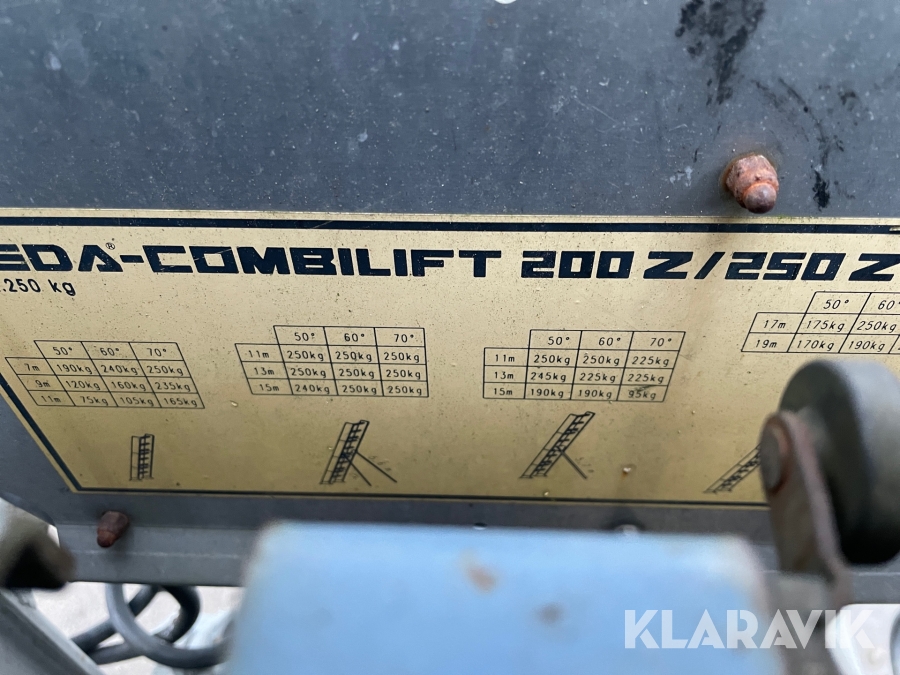 EDA®-COMBILIFT 200 Z/250 Z
.250 kg
50° 60° 70°
7m 190kg 240kg 250kg
9m 120kg 160kg 235kg
11m 75kg 105kg 165kg
50° 60° 70°
11m 250kg 250kg 250kg
13m 250kg 250kg 250kg
15m 240kg 250kg 250kg
50° 60° 70°
11m 250kg 250kg 225kg
13m 245kg 225kg 225kg
15m 190kg 190kg 95kg
50° 60°
17m 175kg 250kg
19m 170kg 190kg
KLARAVIK